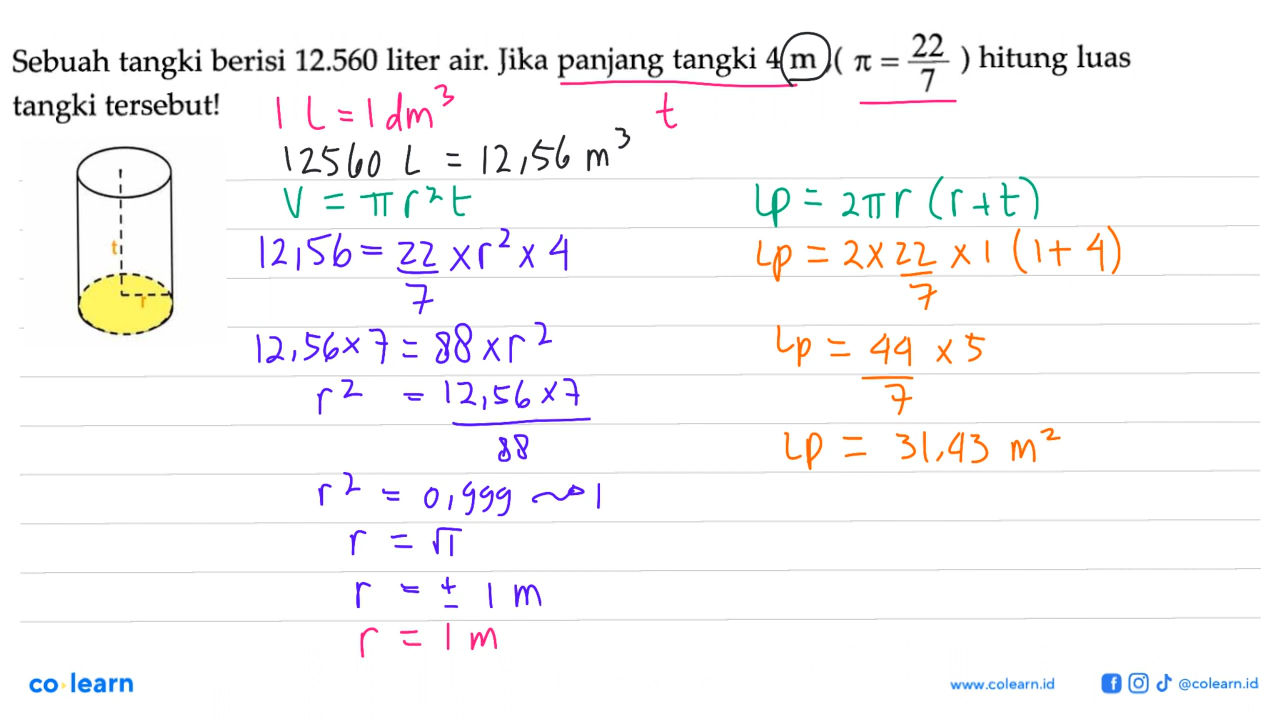 Sebuah tangki berisi 12.560 liter air. Jika panjang tangki 4 m ( π = 22/7 ) hitung luas
tangki tersebut!
1 L = 1 dm³
t
12560 L = 12,56 m³
V = πr²t
12,56 = 22/7 × r² × 4
12,56 × 7 = 88 × r²
r² = 12,56 × 7 / 88
r² = 0,999 ~> 1
r = √1
r = ± 1 m
r = 1 m
Lp = 2πr (r+t)
Lp = 2 × 22/7 × 1 (1 + 4)
Lp = 44/7 × 5
Lp = 31,43 m²
t
r
co learn
www.colearn.id
@colearn.id